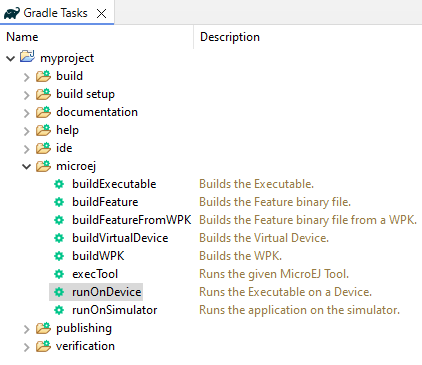 Gradle Tasks
Name Description
myproject
build
build setup
documentation
help
ide
microej
buildExecutable Builds the Executable.
buildFeature Builds the Feature binary file.
buildFeatureFromWPK Builds the Feature binary file from a WPK.
buildVirtualDevice Builds the Virtual Device.
buildWPK Builds the WPK.
execTool Runs the given MicroEJ Tool.
runOnDevice Runs the Executable on a Device.
runOnSimulator Runs the application on the simulator.
publishing
verification